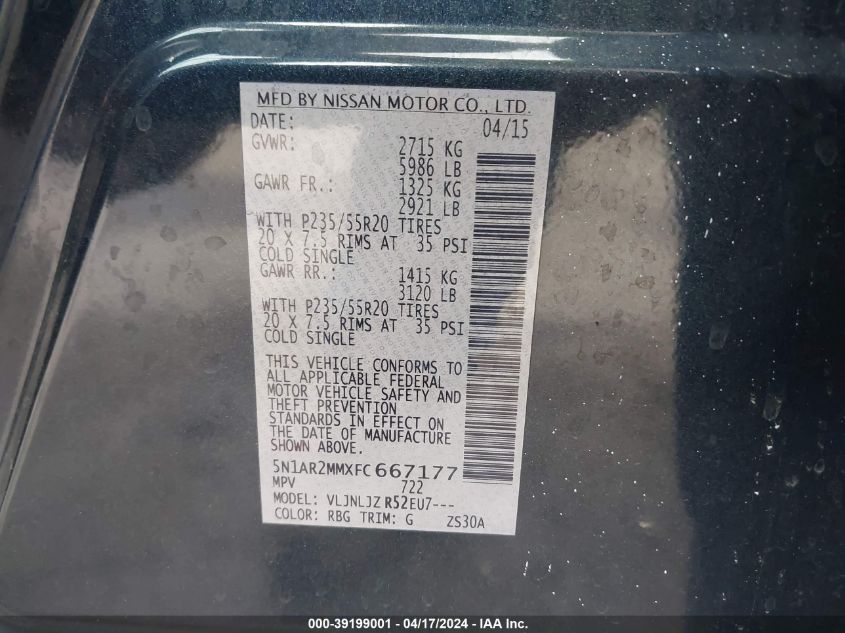 MFD BY NISSAN MOTOR CO., LTD.
DATE: 04/15
GVWR: 2715 KG
5986 LB
GAWR FR.: 1325 KG
2921 LB
WITH P235/55R20 TIRES
20 X 7.5 RIMS AT 35 PSI
COLD SINGLE
GAWR RR.: 1415 KG
3120 LB
WITH P235/55R20 TIRES
20 X 7.5 RIMS AT 35 PSI
COLD SINGLE
THIS VEHICLE CONFORMS TO
ALL APPLICABLE FEDERAL
MOTOR VEHICLE SAFETY AND
THEFT PREVENTION
STANDARDS IN EFFECT ON
THE DATE OF MANUFACTURE
SHOWN ABOVE.
5N1AR2MMXFC667177
MPV 722
MODEL: VLJNLJZ R52EU7---
COLOR: RBG TRIM: G ZS30A
000-39199001 - 04/17/2024 - IAA Inc.